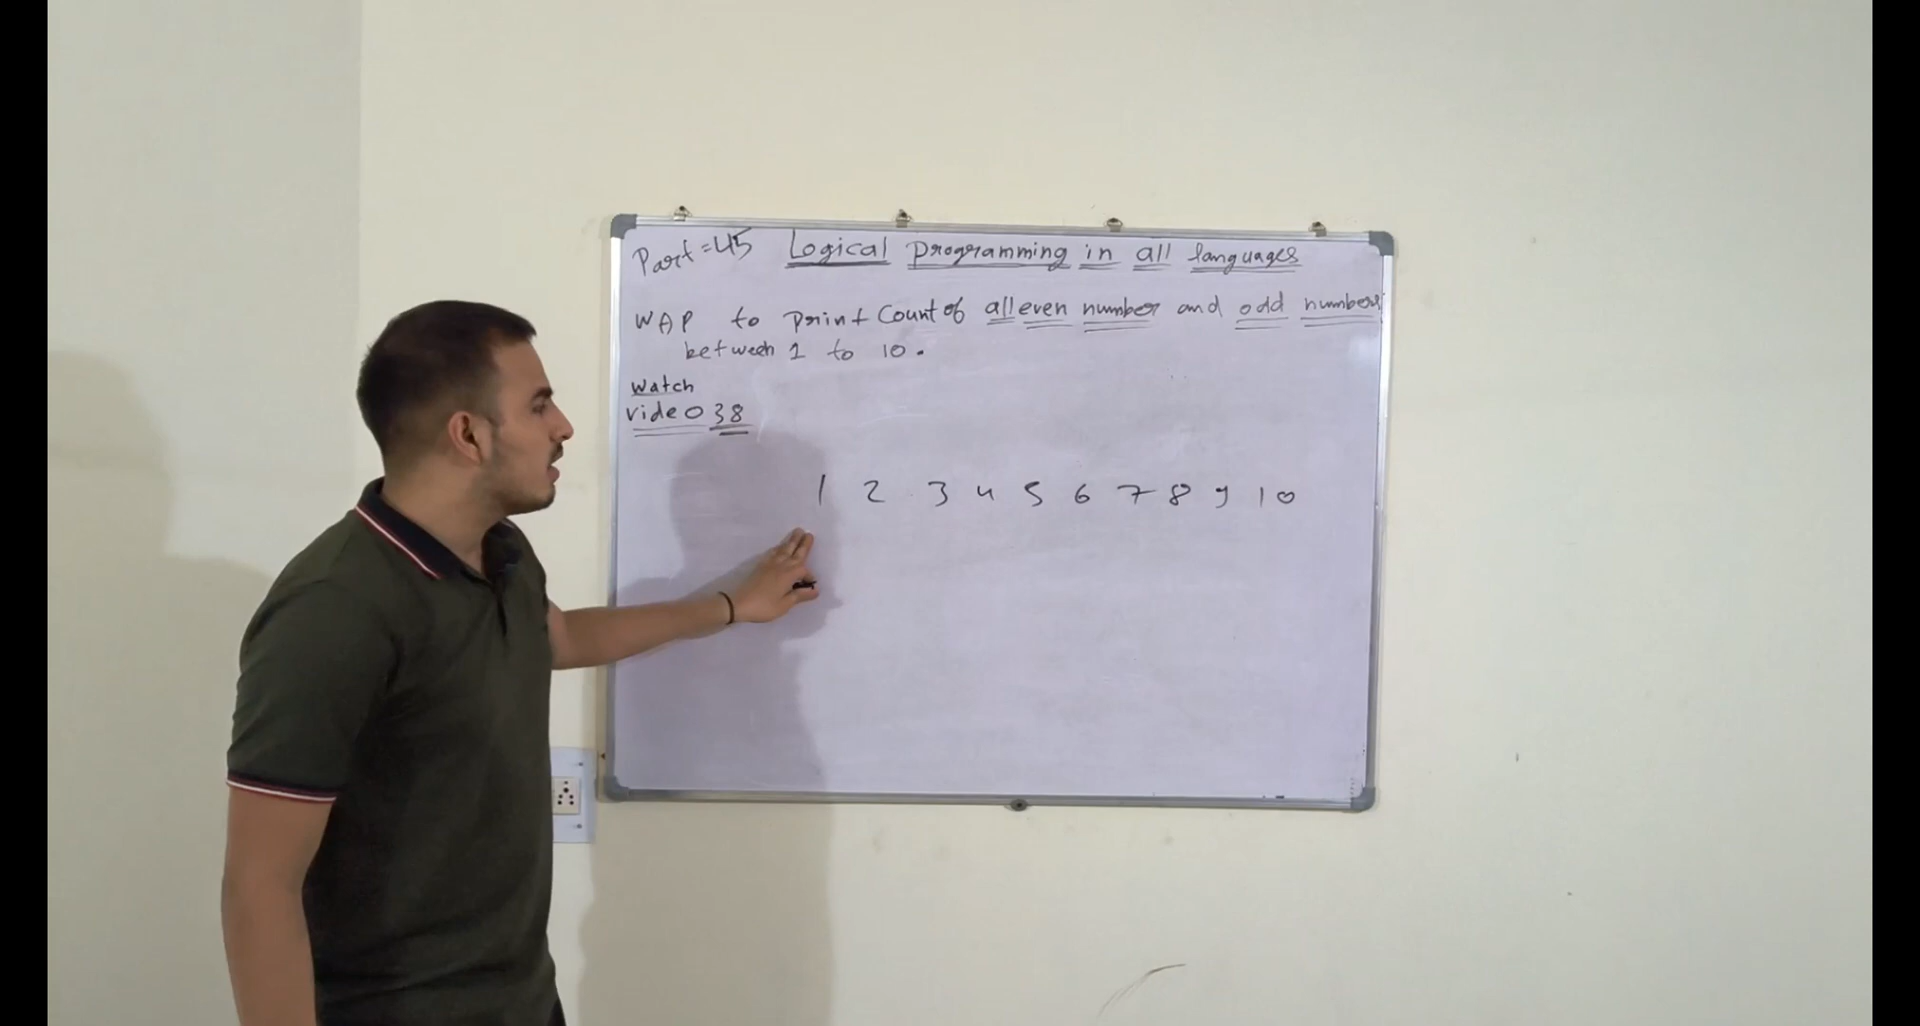 Part=45 Logical programming in all languages
WAP to print Count of all even number and odd numbers
between 1 to 10.
Watch
video 38
1 2 3 4 5 6 7 8 9 10